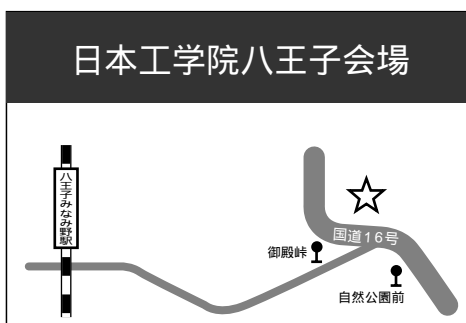 日本工学院八王子会場
八王子みなみ野駅
国道16号
御殿峠
自然公園前